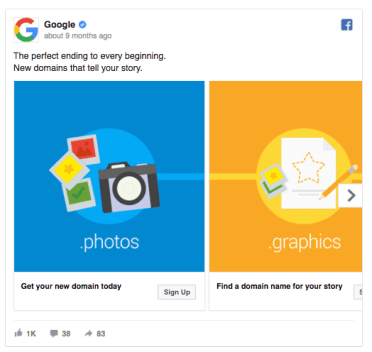 Google
about 9 months ago
The perfect ending to every beginning.
New domains that tell your story.
.photos
.graphics
Get your new domain today
Sign Up
Find a domain name for your story
S
1K
38
83